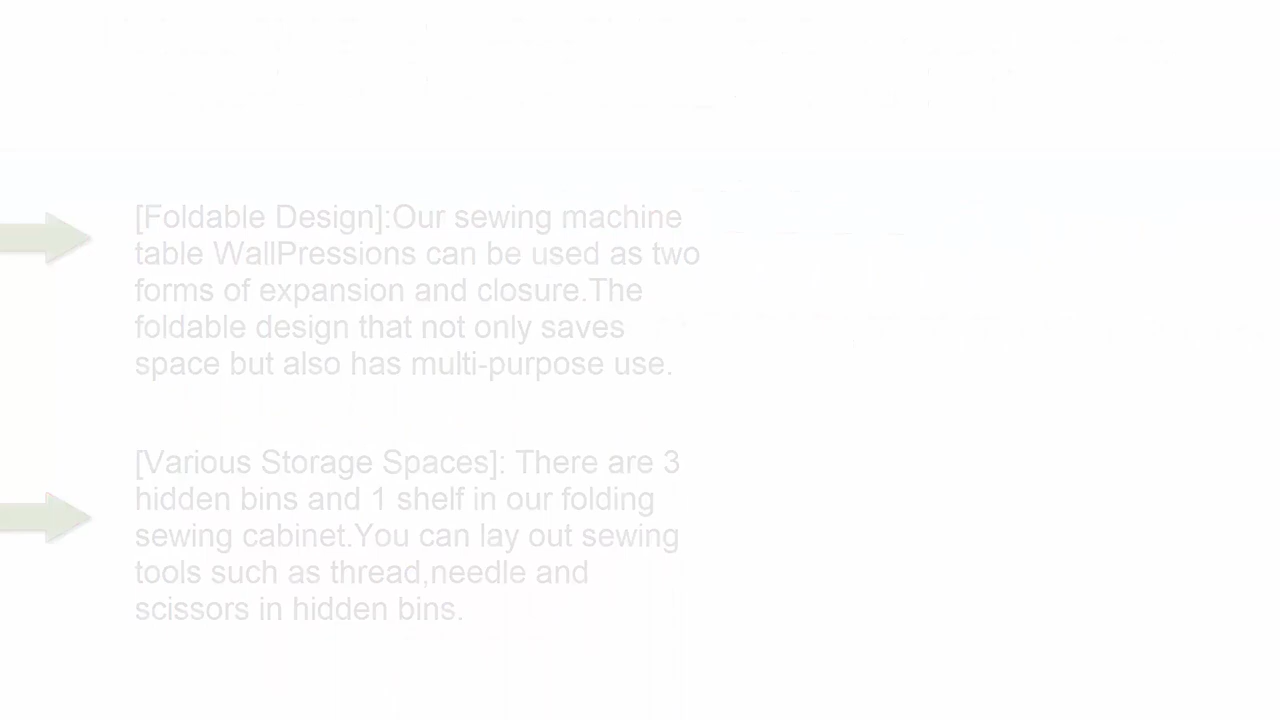 [Foldable Design]:Our sewing machine
table WallPressions can be used as two
forms of expansion and closure.The
foldable design that not only saves
space but also has multi-purpose use.
[Various Storage Spaces]: There are 3
hidden bins and 1 shelf in our folding
sewing cabinet.You can lay out sewing
tools such as thread,needle and
scissors in hidden bins.